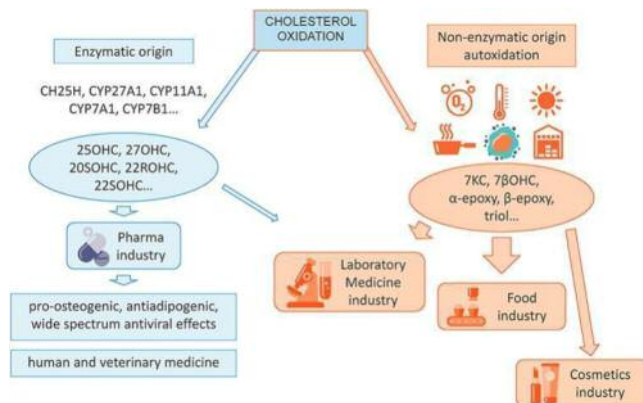 CHOLESTEROL
OXIDATION
Enzymatic origin
CH25H, CYP27A1, CYP11A1,
CYP7A1, CYP7B1...
25OHC, 27OHC,
20SOHC, 22ROHC,
22SOHC...
Pharma
industry
pro-osteogenic, antiadipogenic,
wide spectrum antiviral effects
human and veterinary medicine
Non-enzymatic origin
autoxidation
O2
7KC, 7βOHC,
α-epoxy, β-epoxy,
triol...
Laboratory
Medicine
industry
Food
industry
Cosmetics
industry